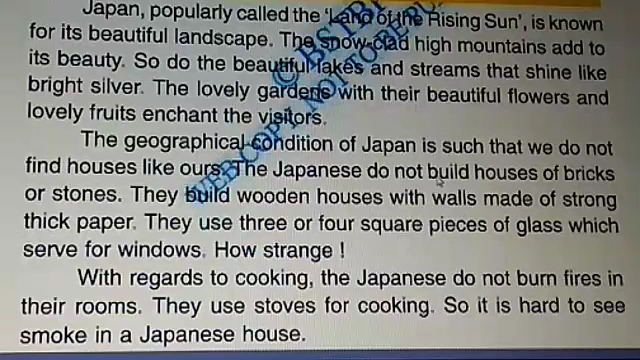 Japan, popularly called the 'Land of the Rising Sun', is known
for its beautiful landscape. The snow-clad high mountains add to
its beauty. So do the beautiful lakes and streams that shine like
bright silver. The lovely gardens with their beautiful flowers and
lovely fruits enchant the visitors.
The geographical condition of Japan is such that we do not
find houses like ours. The Japanese do not build houses of bricks
or stones. They build wooden houses with walls made of strong
thick paper. They use three or four square pieces of glass which
serve for windows. How strange !
With regards to cooking, the Japanese do not burn fires in
their rooms. They use stoves for cooking. So it is hard to see
smoke in a Japanese house.